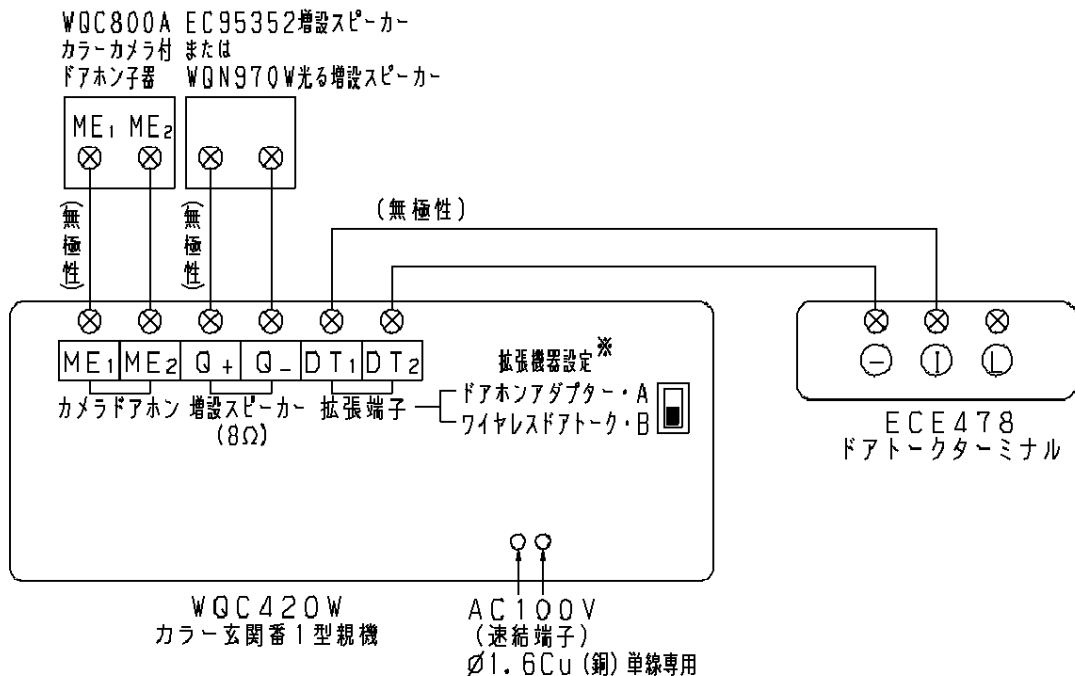 WQC800A
カラーカメラ付
ドアホン子器
EC95352増設スピーカー
または
WQN970W光る増設スピーカー
ME1 ME2
(無極性)
(無極性)
(無極性)
ME1 ME2 Q+ Q- DT1 DT2
カメラドアホン 増設スピーカー 拡張端子
(8Ω)
拡張機器設定※
ドアホンアダプター・A
ワイヤレスドアトーク・B
- I L
ECE478
ドアトークターミナル
WQC420W
カラー玄関番1型親機
AC100V
(速結端子)
Ø1.6Cu(銅)単線専用